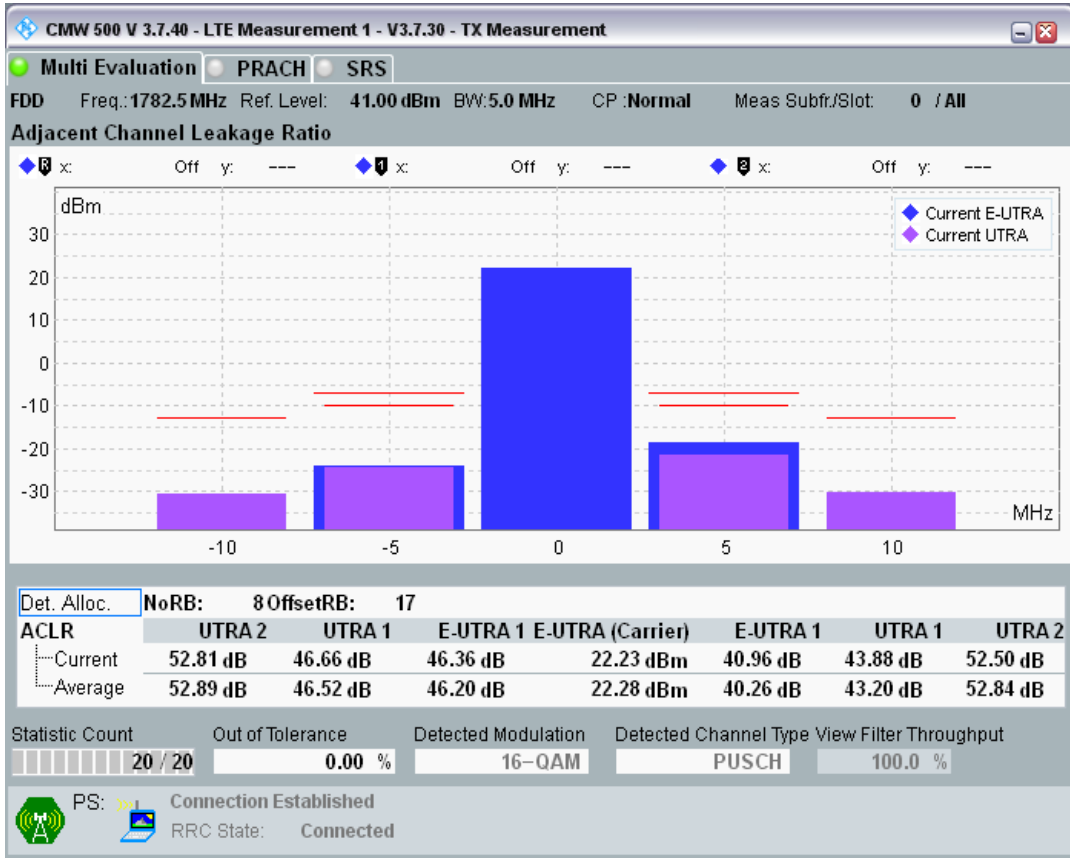 CMW 500 V 3.7.40 - LTE Measurement 1 - V3.7.30 - TX Measurement
Multi Evaluation PRACH SRS
FDD Freq.:1782.5 MHz Ref. Level: 41.00 dBm BW:5.0 MHz CP :Normal Meas Subfr./Slot: 0 / All
Adjacent Channel Leakage Ratio
R x: Off y: --- 1 x: Off y: --- 2 x: Off y: ---
dBm
Current E-UTRA
Current UTRA
30
20
10
0
-10
-20
-30
MHz
-10 -5 0 5 10
Det. Alloc. NoRB: 8 OffsetRB: 17
ACLR UTRA 2 UTRA 1 E-UTRA 1 E-UTRA (Carrier) E-UTRA 1 UTRA 1 UTRA 2
Current 52.81 dB 46.66 dB 46.36 dB 22.23 dBm 40.96 dB 43.88 dB 52.50 dB
Average 52.89 dB 46.52 dB 46.20 dB 22.28 dBm 40.26 dB 43.20 dB 52.84 dB
Statistic Count Out of Tolerance Detected Modulation Detected Channel Type View Filter Throughput
20 / 20 0.00 % 16-QAM PUSCH 100.0 %
PS: Connection Established
RRC State: Connected